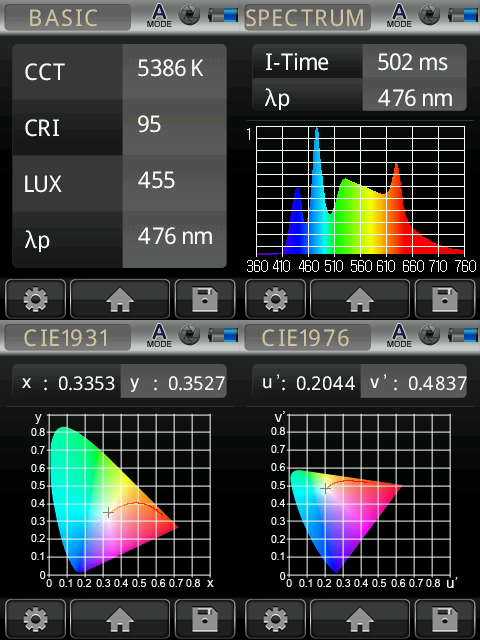 BASIC
A
MODE
CCT 5386 K
CRI 95
LUX 455
λp 476 nm
SPECTRUM
A
MODE
I-Time 502 ms
λp 476 nm
1
360 410 460 510 560 610 660 710 760
CIE1931
A
MODE
x : 0.3353 y : 0.3527
y
0.8
0.7
0.6
0.5
0.4
0.3
0.2
0.1
0
0 0.1 0.2 0.3 0.4 0.5 0.6 0.7 0.8 x
CIE1976
A
MODE
u': 0.2044 v': 0.4837
v'
0.8
0.7
0.6
0.5
0.4
0.3
0.2
0.1
0
0 0.1 0.2 0.3 0.4 0.5 0.6 0.7 0.8 u'